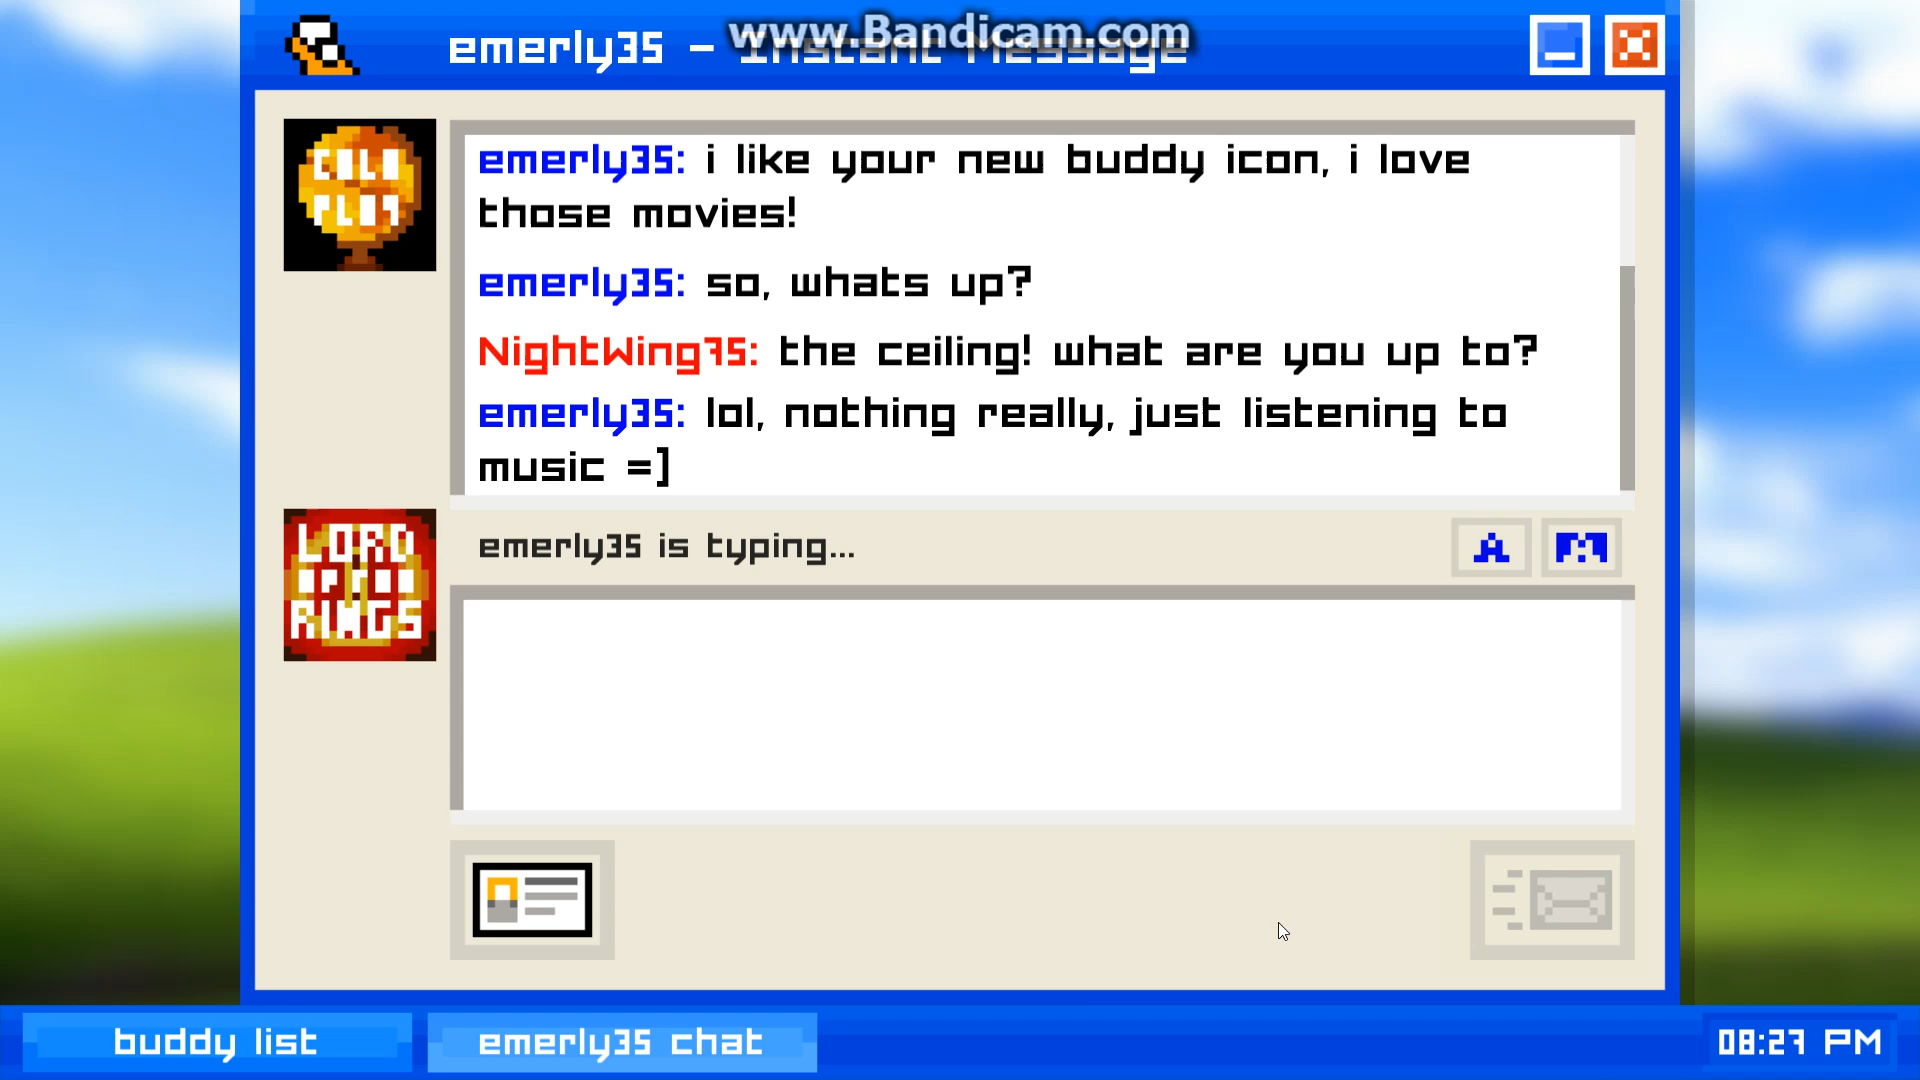 www.Bandicam.com
emerly35 - Instant Message
COLD
PLAY
emerly35: i like your new buddy icon, i love
those movies!
emerly35: so, whats up?
NightWing75: the ceiling! what are you up to?
emerly35: lol, nothing really, just listening to
music =]
LORD
OF THE
RINGS
emerly35 is typing...
A
buddy list
emerly35 chat
08:27 PM